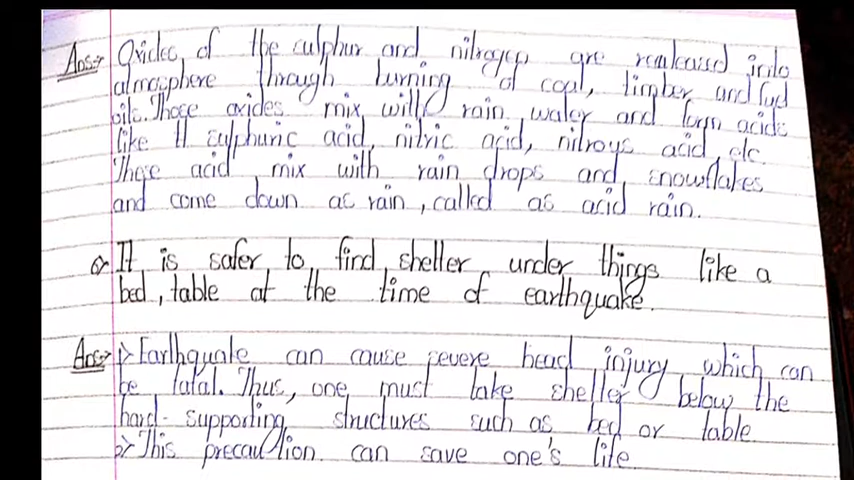 Ans:→ Oxides of the sulphur and nitrogen are realeased into
atmosphere through burning of coal, timber and fuel
oils. These oxides mix with rain water and form acids
like sulphuric acid, nitric acid, nitroys acid, etc.
These acid mix with rain drops and snowflakes
and come down as rain, called as acid rain.
Q→ It is safer to find shelter under things like a
bed, table at the time of earthquake.
Ans:→ 1> Earthquake can cause severe head injury which can
be fatal. Thus, one must take shelter below the
hard-supporting structures such as bed or table
2> This precaution can save one's life